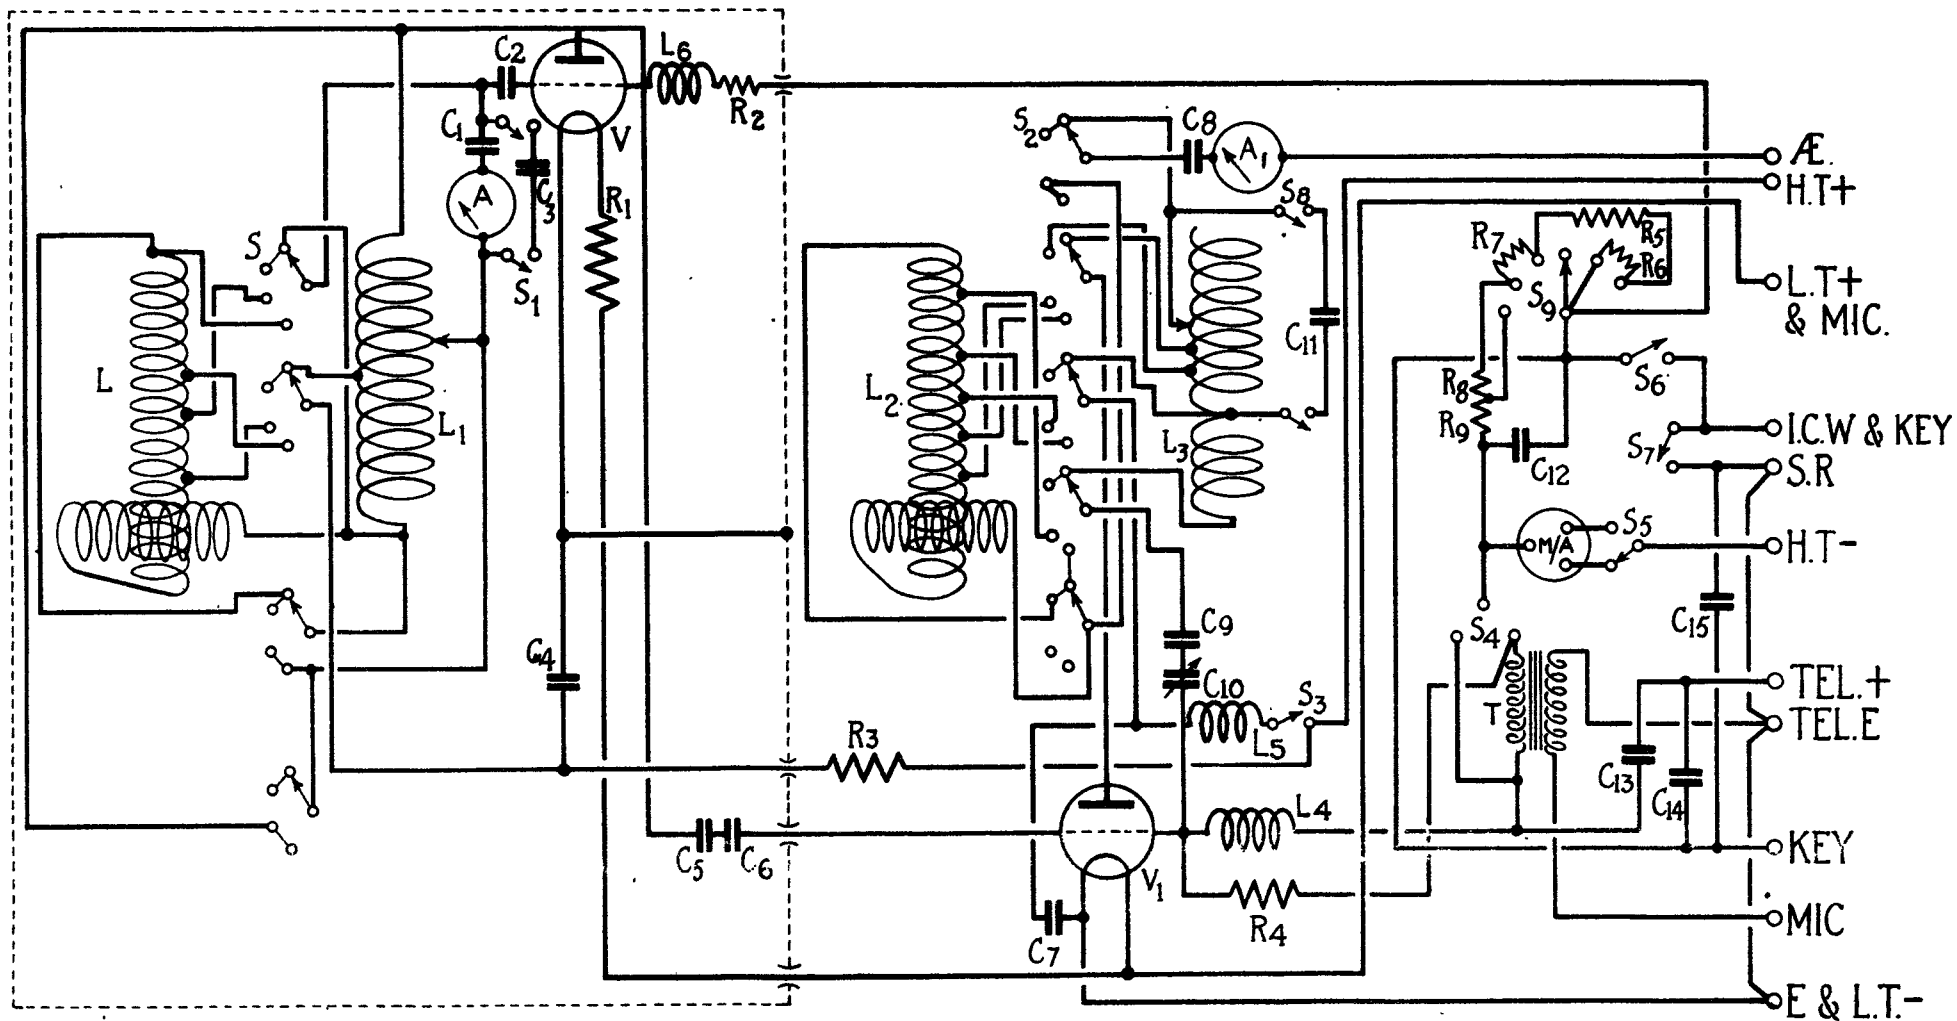 C2
L6
R2
C1
V
A
C3
R1
S
S1
L
L1
C4
R3
C5
C6
S2
C8
A1
S8
Æ.
H.T+
R7
R5
R6
S9
L.T+
& MIC.
C11
L2
L3
R8
R9
S6
C12
S7
I.C.W & KEY
S.R
M/A
S5
H.T-
C9
C10
S3
L5
S4
T
C15
TEL.+
TEL.E
C13
C14
L4
KEY
V1
R4
C7
MIC
E & L.T.-